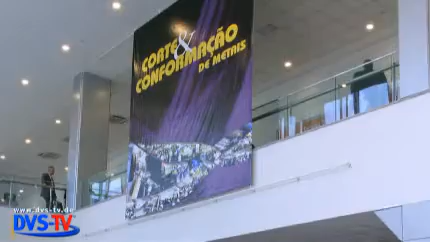 CORTE
&
CONFORMAÇÃO
DE METAIS
www.dvs-tv.de
DVS-TV